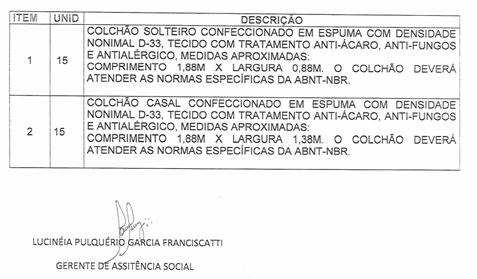 ITEM UNID DESCRIÇÃO
1 15 COLCHÃO SOLTEIRO CONFECCIONADO EM ESPUMA COM DENSIDADE
NONIMAL D-33, TECIDO COM TRATAMENTO ANTI-ÁCARO, ANTI-FUNGOS
E ANTIALÉRGICO, MEDIDAS APROXIMADAS:
COMPRIMENTO 1,88M X LARGURA 0,88M. O COLCHÃO DEVERÁ
ATENDER AS NORMAS ESPECÍFICAS DA ABNT-NBR.
2 15 COLCHÃO CASAL CONFECCIONADO EM ESPUMA COM DENSIDADE
NONIMAL D-33, TECIDO COM TRATAMENTO ANTI-ÁCARO, ANTI-FUNGOS
E ANTIALÉRGICO, MEDIDAS APROXIMADAS:
COMPRIMENTO 1,88M X LARGURA 1,38M. O COLCHÃO DEVERÁ
ATENDER AS NORMAS ESPECÍFICAS DA ABNT-NBR.
LUCINÉIA PULQUÉRIO GARCIA FRANCISCATTI
GERENTE DE ASSITÊNCIA SOCIAL